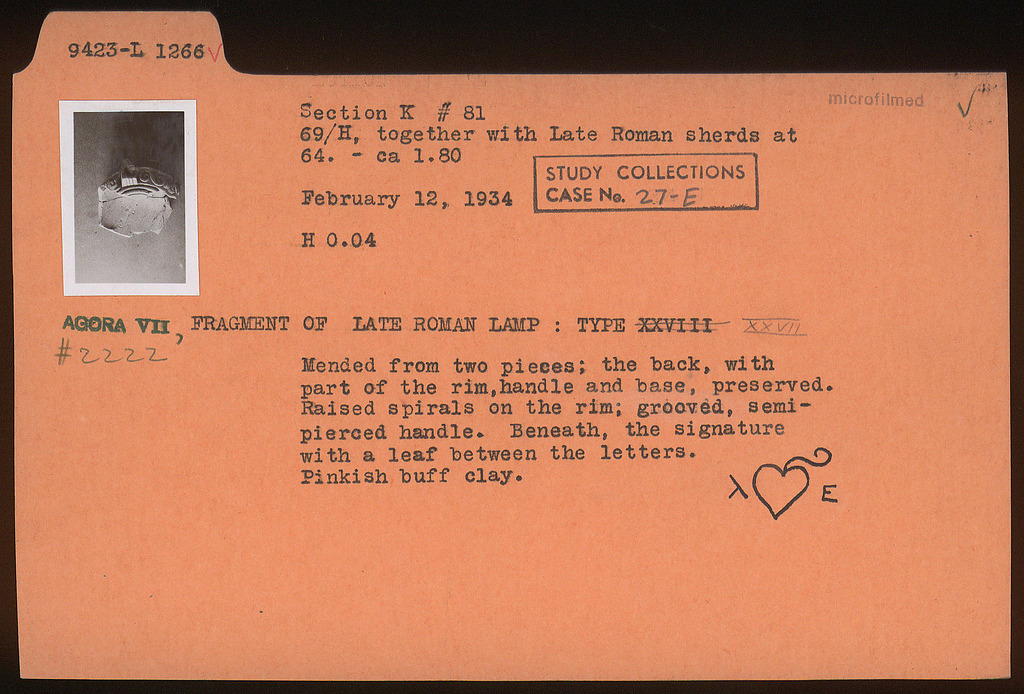 9423-L 1266
microfilmed
Section K # 81
69/H, together with Late Roman sherds at
64. - ca 1.80
STUDY COLLECTIONS
CASE No. 27-E
February 12, 1934
H 0.04
AGORA VII, FRAGMENT OF LATE ROMAN LAMP : TYPE XXVIII XXVII
#2222
Mended from two pieces; the back, with
part of the rim,handle and base, preserved.
Raised spirals on the rim; grooved, semi-
pierced handle. Beneath, the signature
with a leaf between the letters.
Pinkish buff clay.
λ E